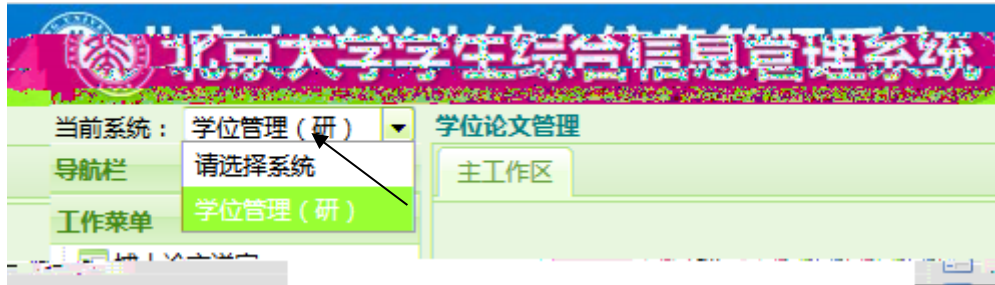 北京大学学生综合信息管理系统
当前系统： 学位管理（研） 学位论文管理
导航栏 请选择系统 主工作区
工作菜单 学位管理（研）